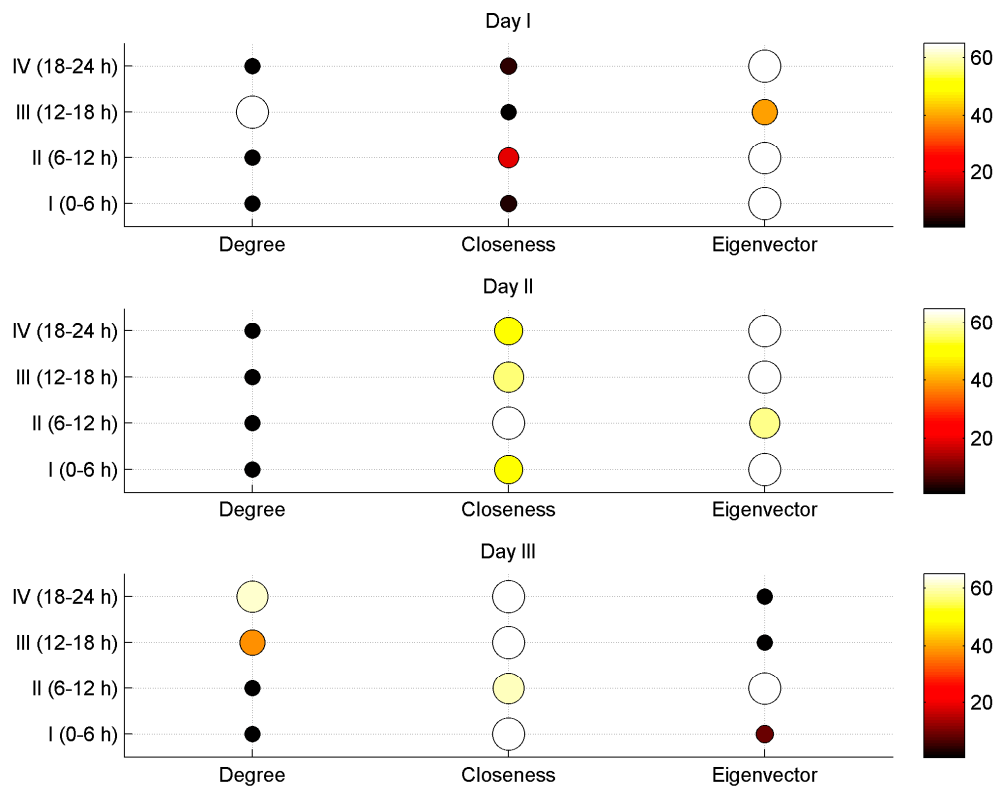 Day I
IV (18-24 h)
III (12-18 h)
II (6-12 h)
I (0-6 h)
Degree Closeness Eigenvector
60
40
20
Day II
IV (18-24 h)
III (12-18 h)
II (6-12 h)
I (0-6 h)
Degree Closeness Eigenvector
60
40
20
Day III
IV (18-24 h)
III (12-18 h)
II (6-12 h)
I (0-6 h)
Degree Closeness Eigenvector
60
40
20